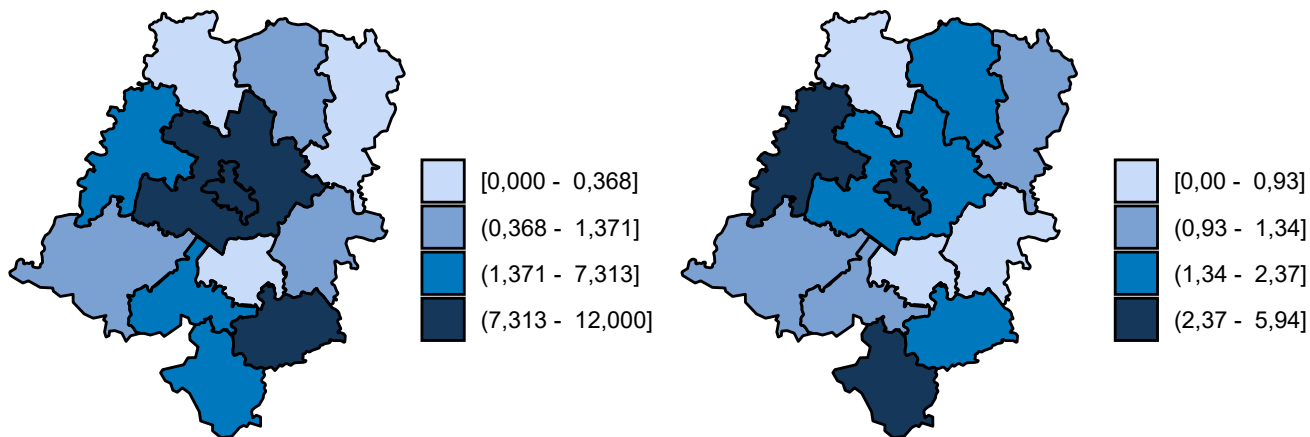 [0,000 - 0,368]
(0,368 - 1,371]
(1,371 - 7,313]
(7,313 - 12,000]
[0,00 - 0,93]
(0,93 - 1,34]
(1,34 - 2,37]
(2,37 - 5,94]